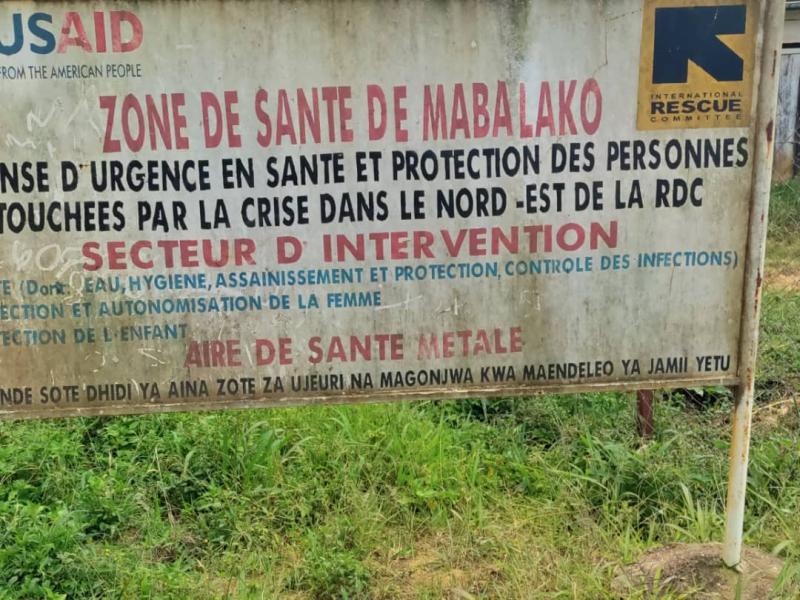 USAID
FROM THE AMERICAN PEOPLE
INTERNATIONAL
RESCUE
COMMITTEE
ZONE DE SANTE DE MABALAKO
NSE D'URGENCE EN SANTE ET PROTECTION DES PERSONNES
TOUCHEES PAR LA CRISE DANS LE NORD-EST DE LA RDC
SECTEUR D'INTERVENTION
TE (Dont: EAU, HYGIENE, ASSAINISSEMENT ET PROTECTION, CONTROLE DES INFECTIONS)
ECTION ET AUTONOMISATION DE LA FEMME
TECTION DE L'ENFANT
AIRE DE SANTE METALE
NDE SOTE DHIDI YA AINA ZOTE ZA UJEURI NA MAGONJWA KWA MAENDELEO YA JAMII YETU